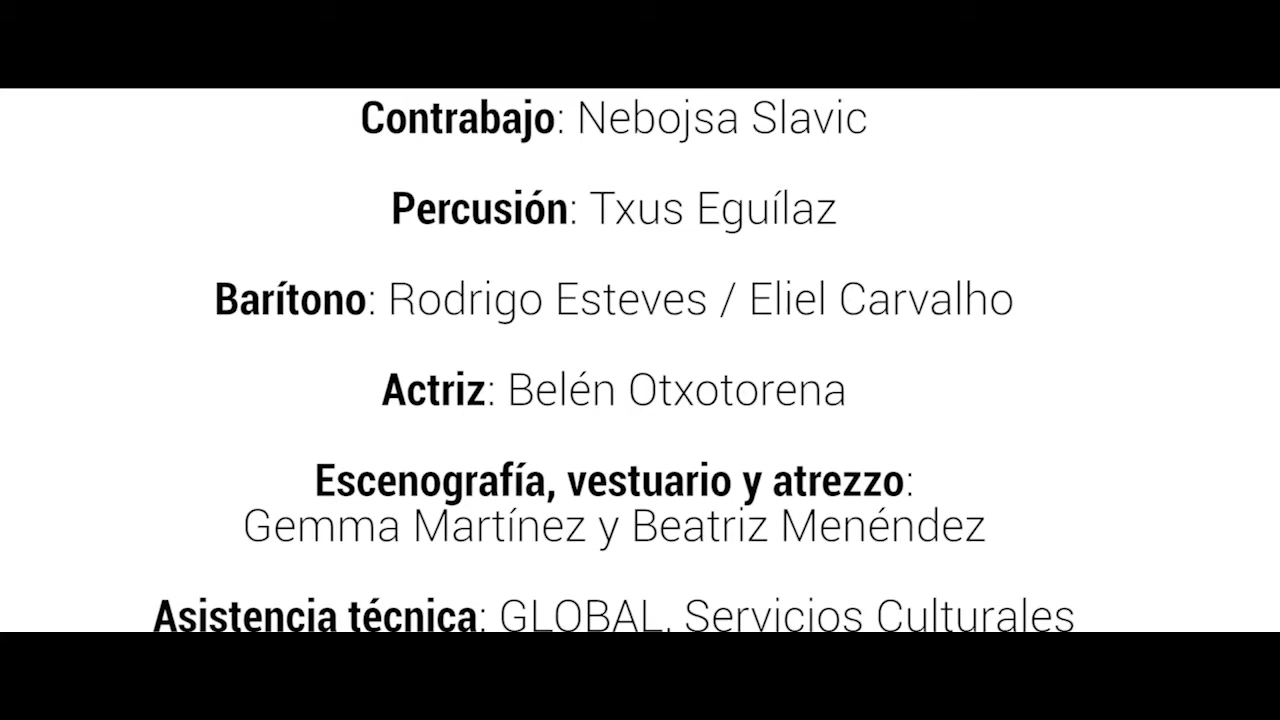 Contrabajo: Nebojsa Slavic
Percusión: Txus Eguílaz
Barítono: Rodrigo Esteves / Eliel Carvalho
Actriz: Belén Otxotorena
Escenografía, vestuario y atrezzo:
Gemma Martínez y Beatriz Menéndez
Asistencia técnica: GLOBAL, Servicios Culturales